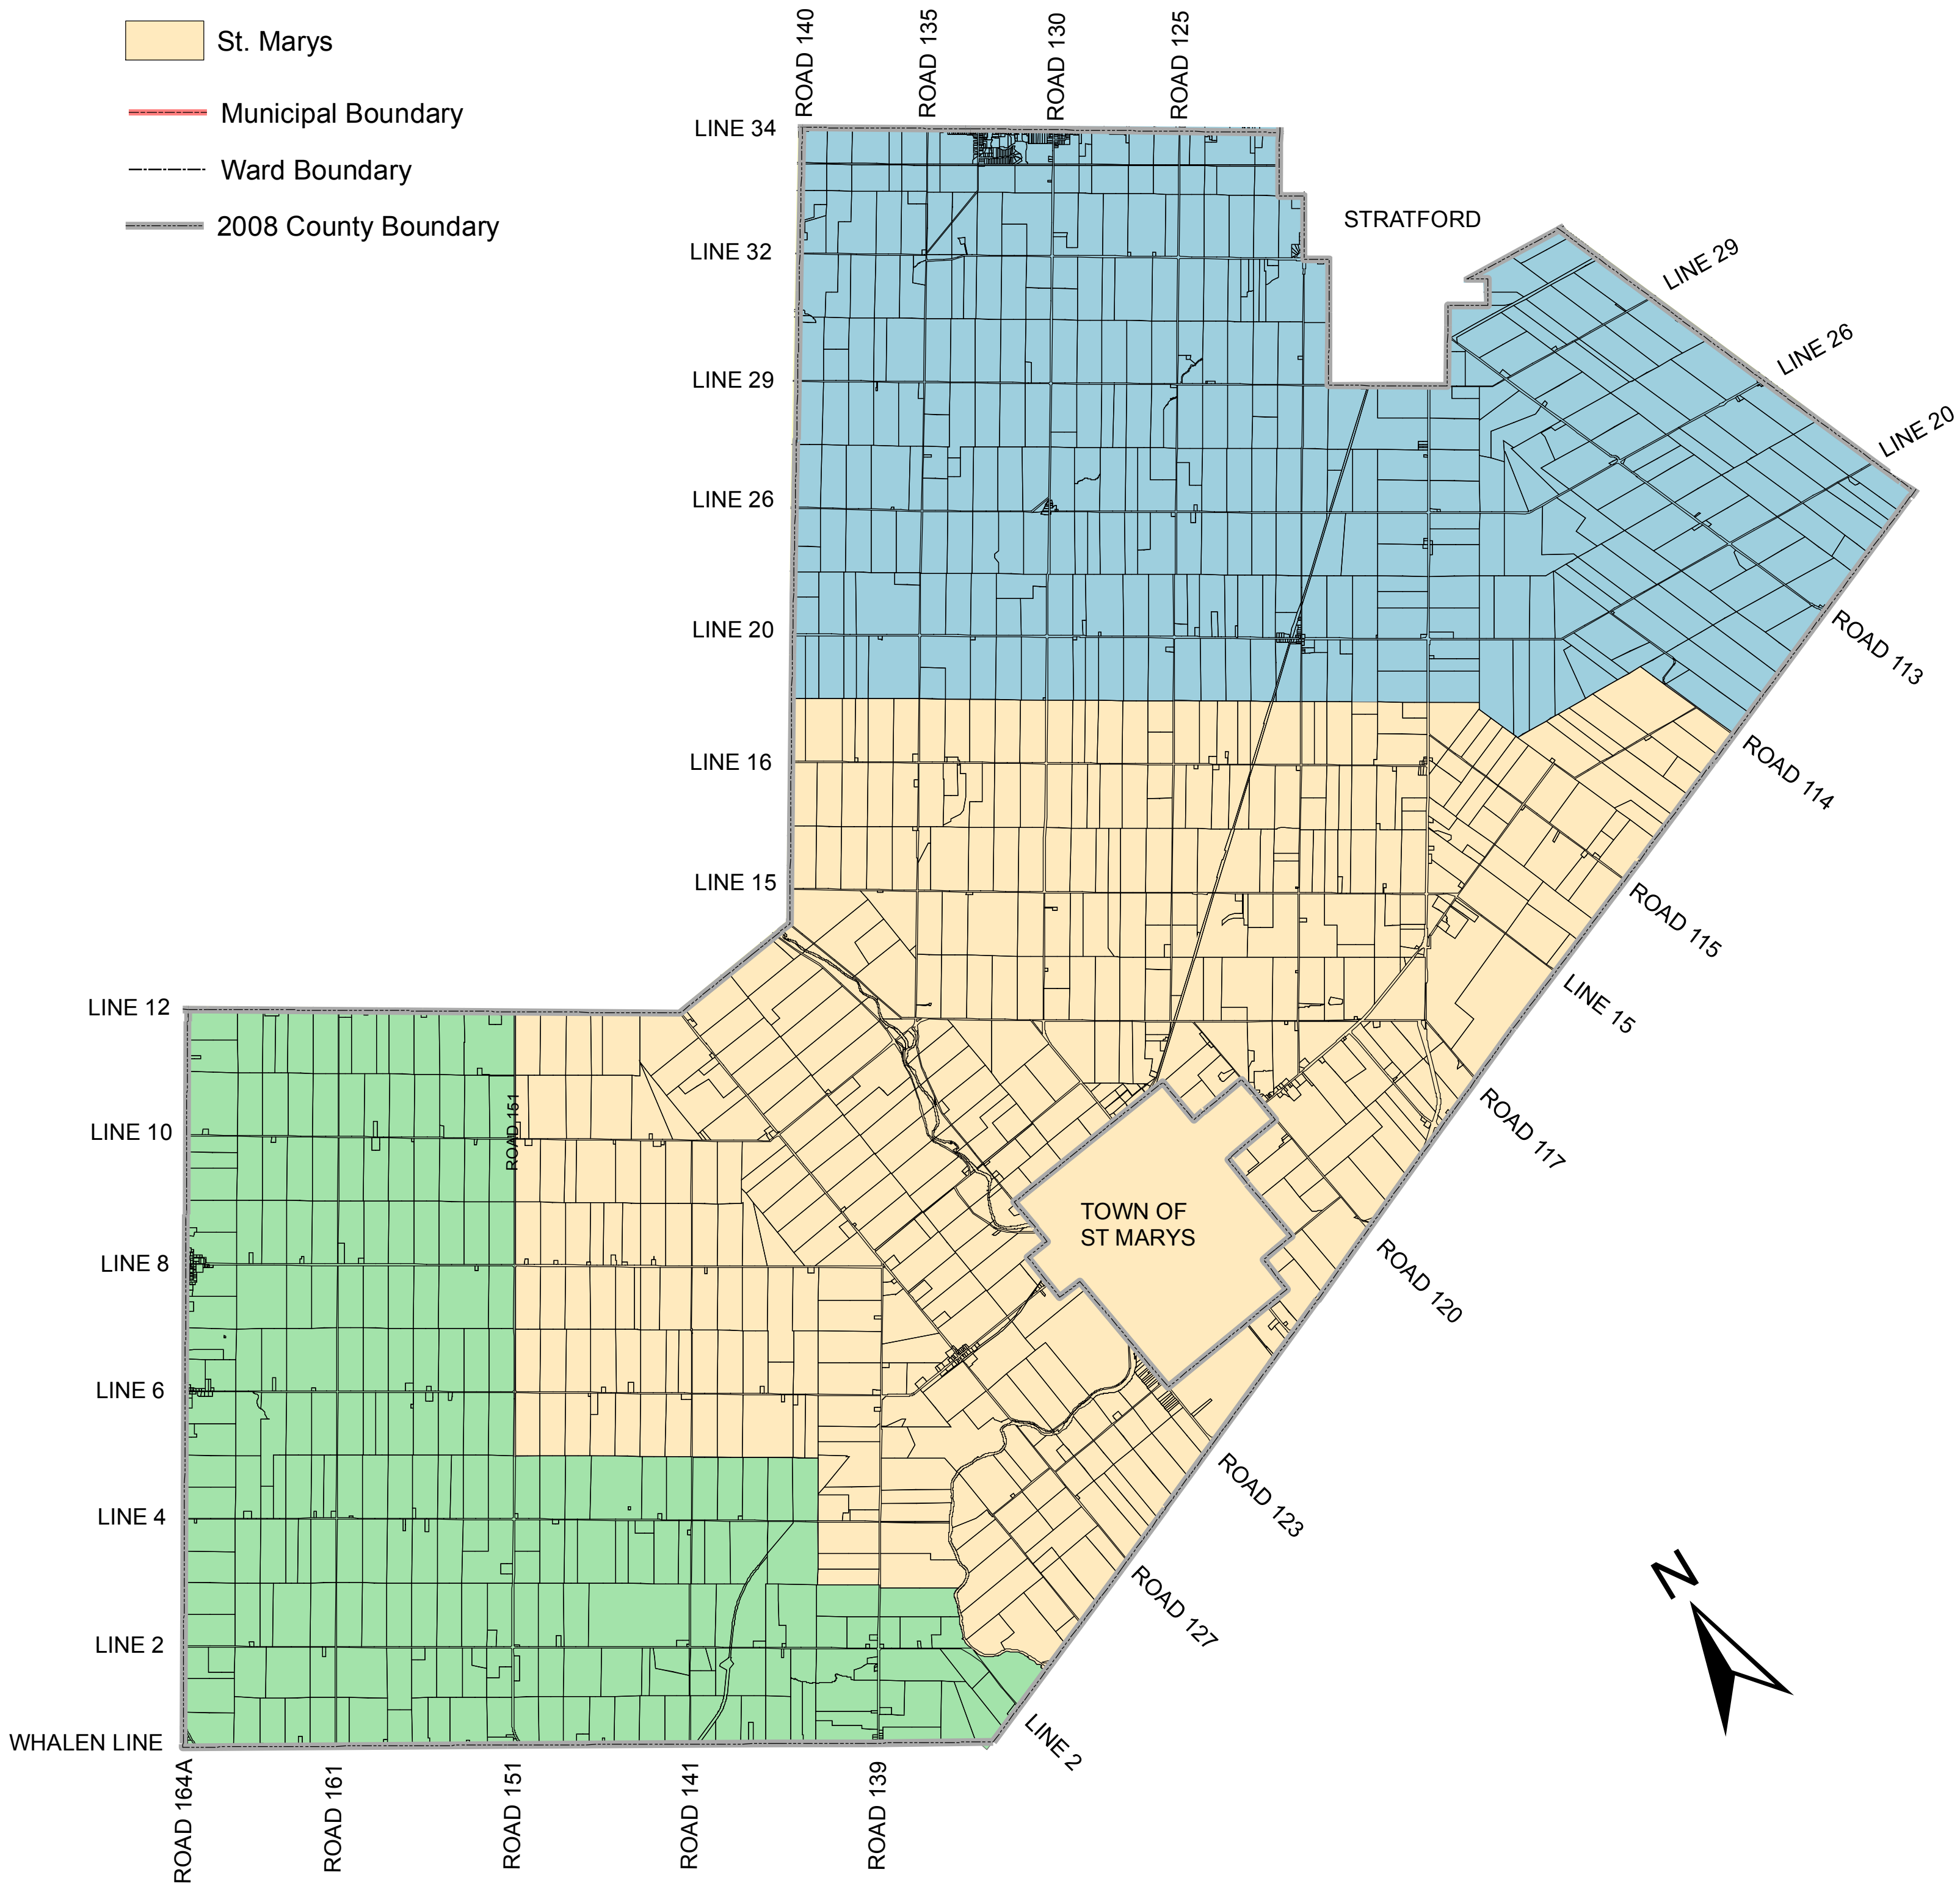 St. Marys
Municipal Boundary
Ward Boundary
2008 County Boundary
ROAD 140
ROAD 135
ROAD 130
ROAD 125
LINE 34
STRATFORD
LINE 32
LINE 29
LINE 29
LINE 26
LINE 26
LINE 20
LINE 20
ROAD 113
LINE 16
ROAD 114
LINE 15
ROAD 115
LINE 15
LINE 12
ROAD 151
LINE 10
ROAD 117
TOWN OF
ST MARYS
LINE 8
ROAD 120
LINE 6
LINE 4
ROAD 123
ROAD 127
N
LINE 2
WHALEN LINE
LINE 2
ROAD 164A
ROAD 161
ROAD 151
ROAD 141
ROAD 139